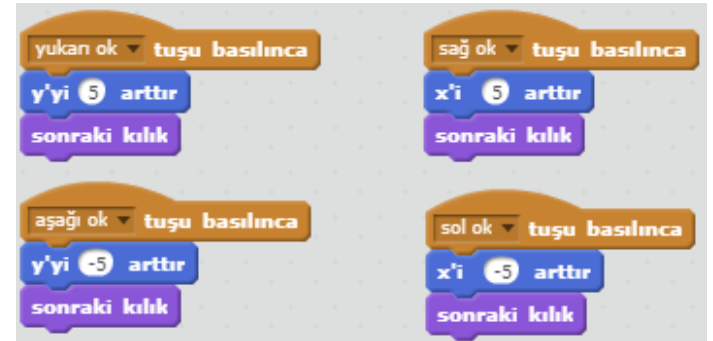 yukarı ok tuşu basılınca
y'yi 5 arttır
sonraki kılık
sağ ok tuşu basılınca
x'i 5 arttır
sonraki kılık
aşağı ok tuşu basılınca
y'yi -5 arttır
sonraki kılık
sol ok tuşu basılınca
x'i -5 arttır
sonraki kılık